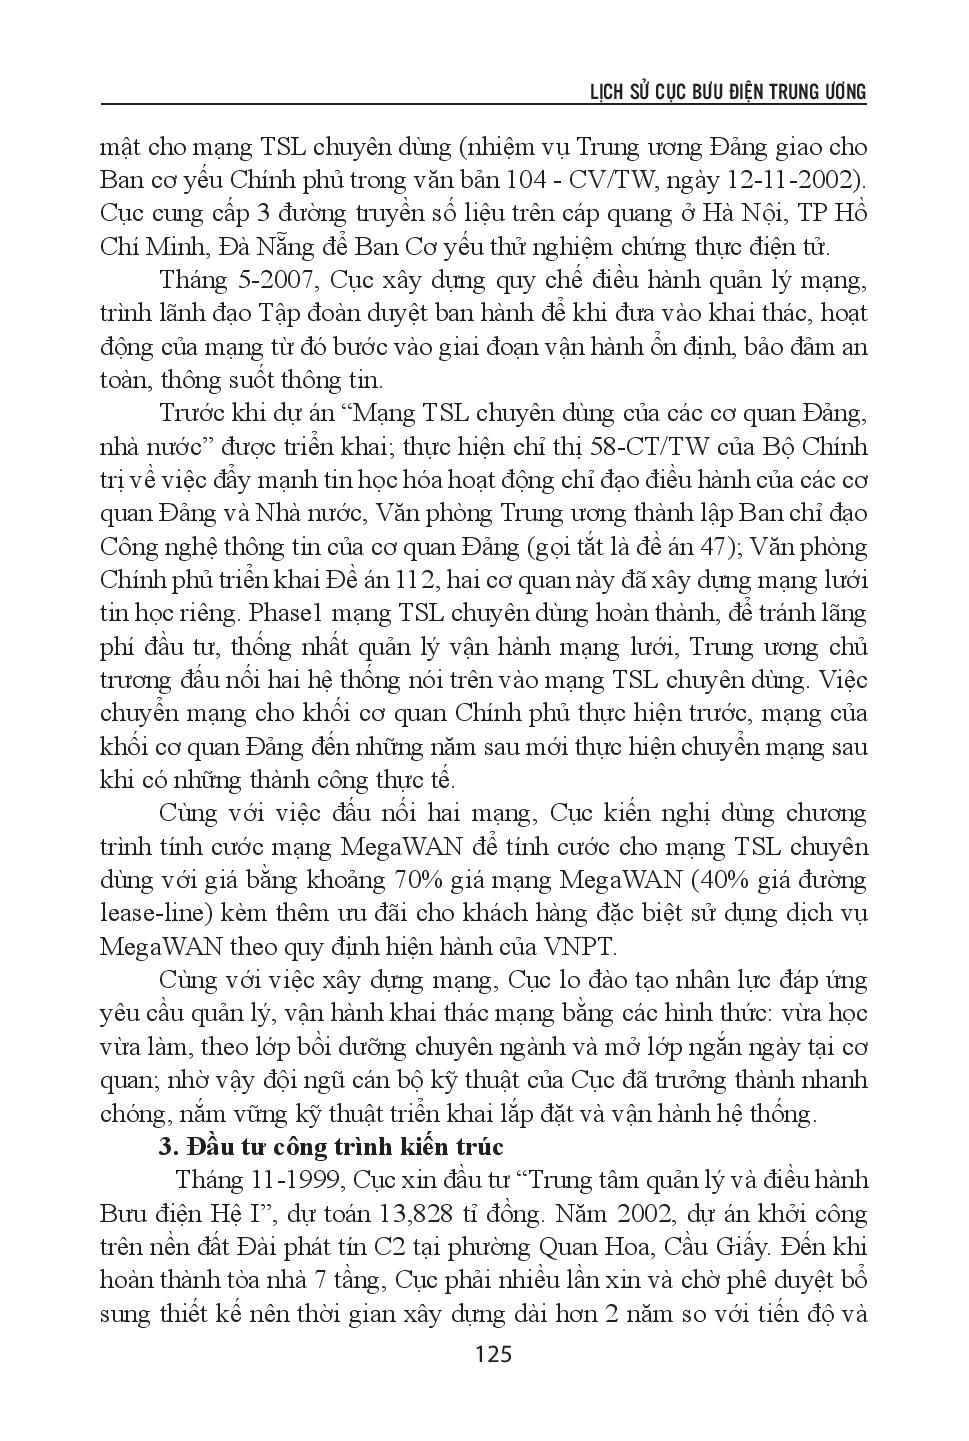 LỊCH SỬ CỤC BƯU ĐIỆN TRUNG ƯƠNG
mật cho mạng TSL chuyên dùng (nhiệm vụ Trung ương Đảng giao cho
Ban cơ yếu Chính phủ trong văn bản 104 - CV/TW, ngày 12-11-2002).
Cục cung cấp 3 đường truyền số liệu trên cáp quang ở Hà Nội, TP Hồ
Chí Minh, Đà Nẵng để Ban Cơ yếu thử nghiệm chứng thực điện tử.
Tháng 5-2007, Cục xây dựng quy chế điều hành quản lý mạng,
trình lãnh đạo Tập đoàn duyệt ban hành để khi đưa vào khai thác, hoạt
động của mạng từ đó bước vào giai đoạn vận hành ổn định, bảo đảm an
toàn, thông suốt thông tin.
Trước khi dự án “Mạng TSL chuyên dùng của các cơ quan Đảng,
nhà nước” được triển khai; thực hiện chỉ thị 58-CT/TW của Bộ Chính
trị về việc đẩy mạnh tin học hóa hoạt động chỉ đạo điều hành của các cơ
quan Đảng và Nhà nước, Văn phòng Trung ương thành lập Ban chỉ đạo
Công nghệ thông tin của cơ quan Đảng (gọi tắt là đề án 47); Văn phòng
Chính phủ triển khai Đề án 112, hai cơ quan này đã xây dựng mạng lưới
tin học riêng. Phase1 mạng TSL chuyên dùng hoàn thành, để tránh lãng
phí đầu tư, thống nhất quản lý vận hành mạng lưới, Trung ương chủ
trương đấu nối hai hệ thống nói trên vào mạng TSL chuyên dùng. Việc
chuyển mạng cho khối cơ quan Chính phủ thực hiện trước, mạng của
khối cơ quan Đảng đến những năm sau mới thực hiện chuyển mạng sau
khi có những thành công thực tế.
Cùng với việc đấu nối hai mạng, Cục kiến nghị dùng chương
trình tính cước mạng MegaWAN để tính cước cho mạng TSL chuyên
dùng với giá bằng khoảng 70% giá mạng MegaWAN (40% giá đường
lease-line) kèm thêm ưu đãi cho khách hàng đặc biệt sử dụng dịch vụ
MegaWAN theo quy định hiện hành của VNPT.
Cùng với việc xây dựng mạng, Cục lo đào tạo nhân lực đáp ứng
yêu cầu quản lý, vận hành khai thác mạng bằng các hình thức: vừa học
vừa làm, theo lớp bồi dưỡng chuyên ngành và mở lớp ngắn ngày tại cơ
quan; nhờ vậy đội ngũ cán bộ kỹ thuật của Cục đã trưởng thành nhanh
chóng, nắm vững kỹ thuật triển khai lắp đặt và vận hành hệ thống.
3. Đầu tư công trình kiến trúc
Tháng 11-1999, Cục xin đầu tư “Trung tâm quản lý và điều hành
Bưu điện Hệ I”, dự toán 13,828 tỉ đồng. Năm 2002, dự án khởi công
trên nền đất Đài phát tín C2 tại phường Quan Hoa, Cầu Giấy. Đến khi
hoàn thành tòa nhà 7 tầng, Cục phải nhiều lần xin và chờ phê duyệt bổ
sung thiết kế nên thời gian xây dựng dài hơn 2 năm so với tiến độ và
125